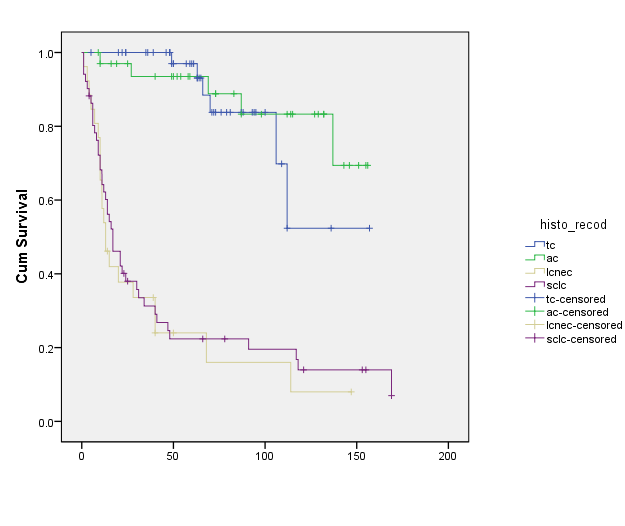 Cum Survival
1.0
0.8
0.6
0.4
0.2
0.0
0 50 100 150 200
histo_recod
tc
ac
lcnec
sclc
tc-censored
ac-censored
lcnec-censored
sclc-censored